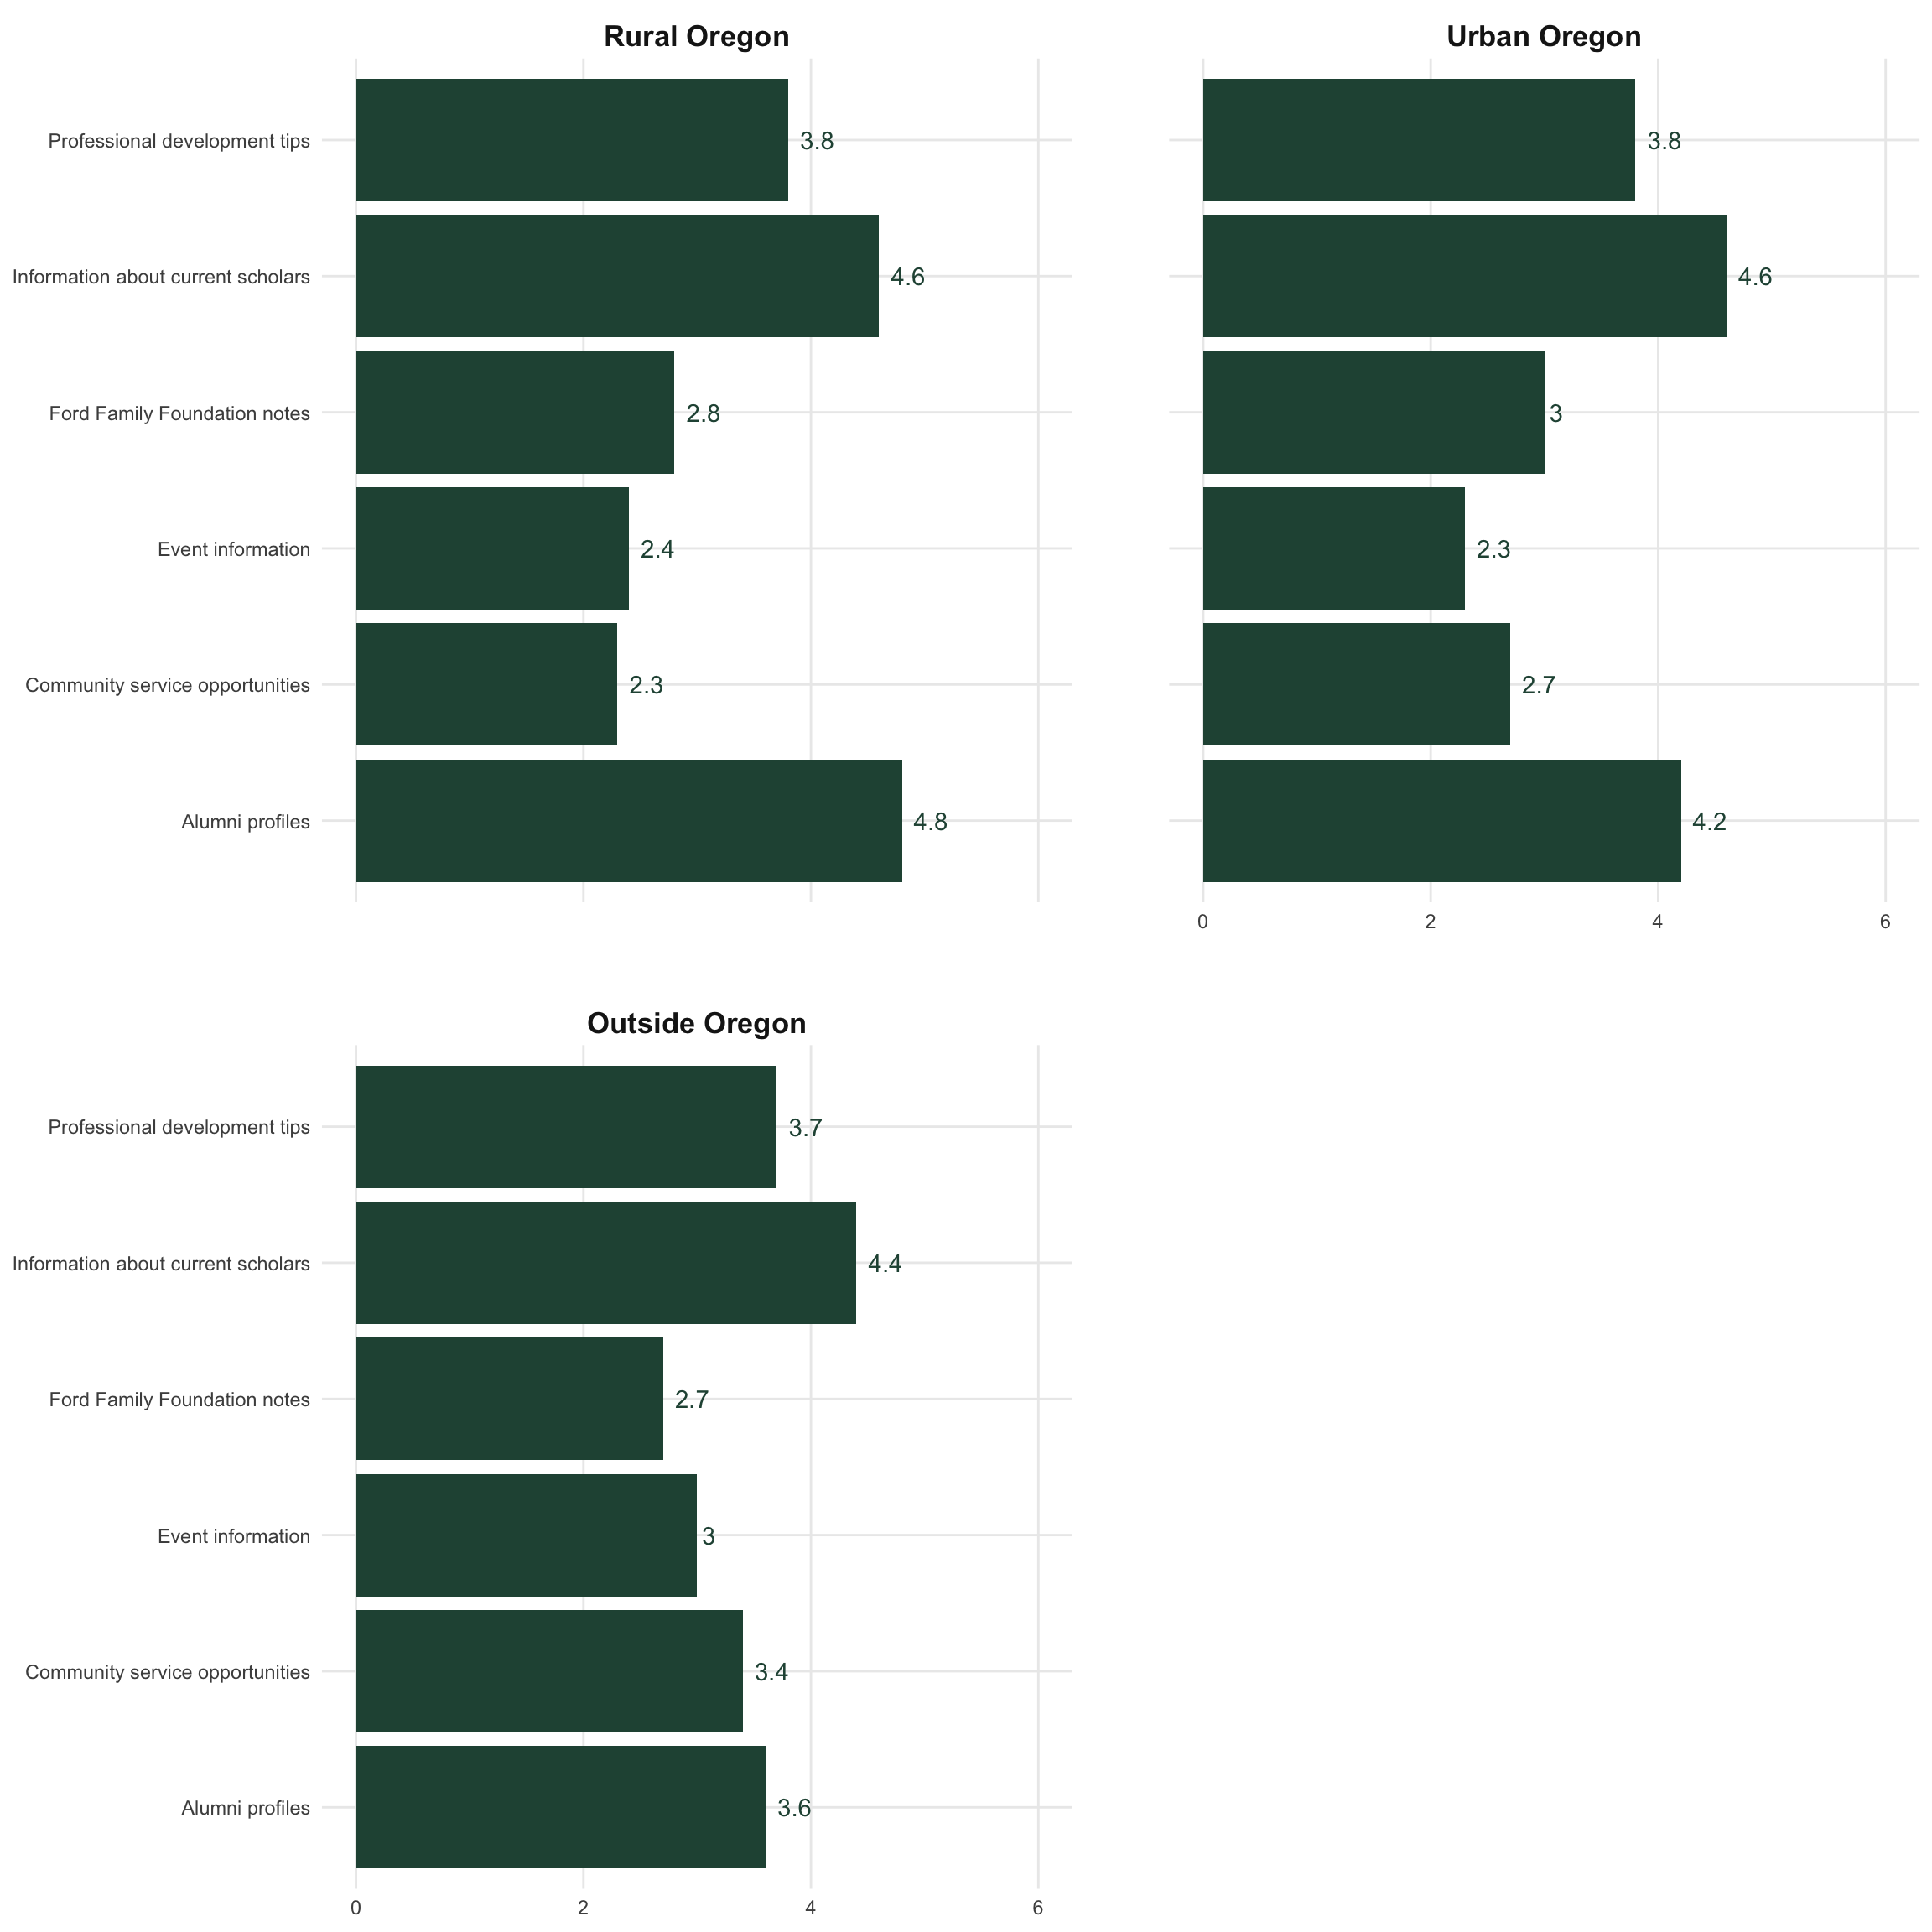 Rural Oregon
Professional development tips
3.8
Information about current scholars
4.6
Ford Family Foundation notes
2.8
Event information
2.4
Community service opportunities
2.3
Alumni profiles
4.8
Urban Oregon
3.8
4.6
3
2.3
2.7
4.2
0 2 4 6
Outside Oregon
Professional development tips
3.7
Information about current scholars
4.4
Ford Family Foundation notes
2.7
Event information
3
Community service opportunities
3.4
Alumni profiles
3.6
0 2 4 6